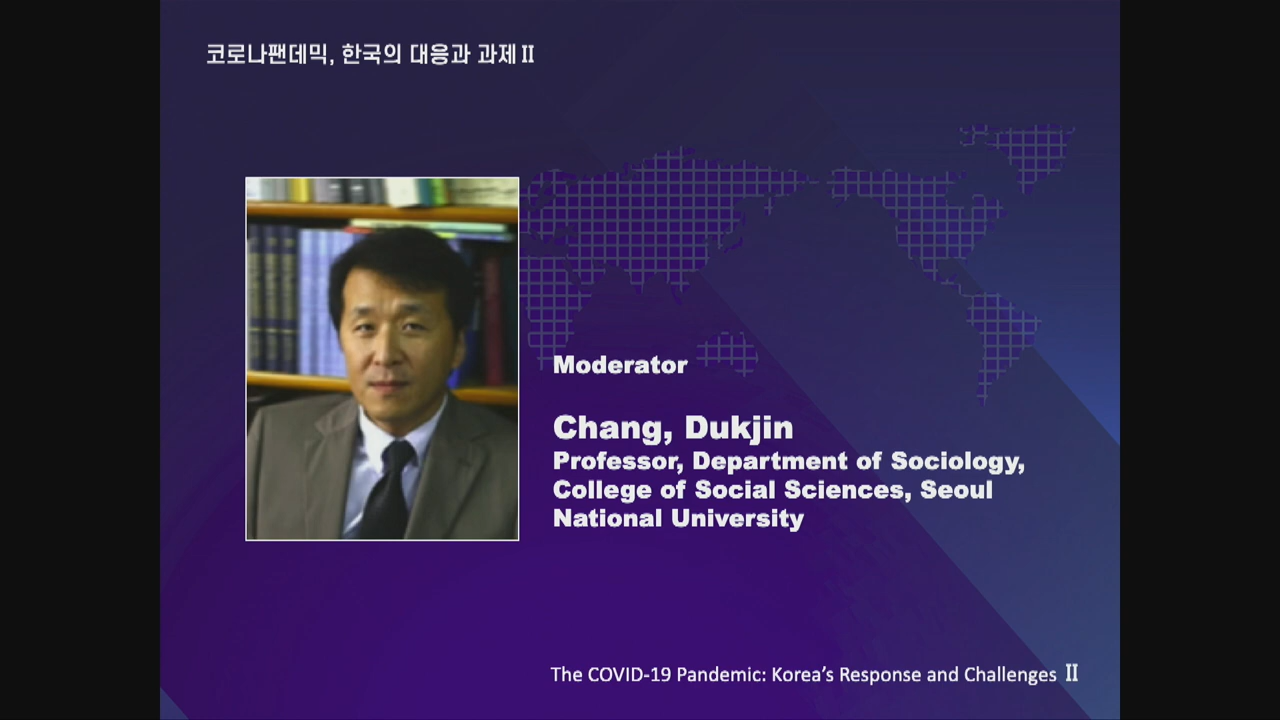 코로나팬데믹, 한국의 대응과 과제 II
Moderator
Chang, Dukjin
Professor, Department of Sociology,
College of Social Sciences, Seoul
National University
The COVID-19 Pandemic: Korea’s Response and Challenges II